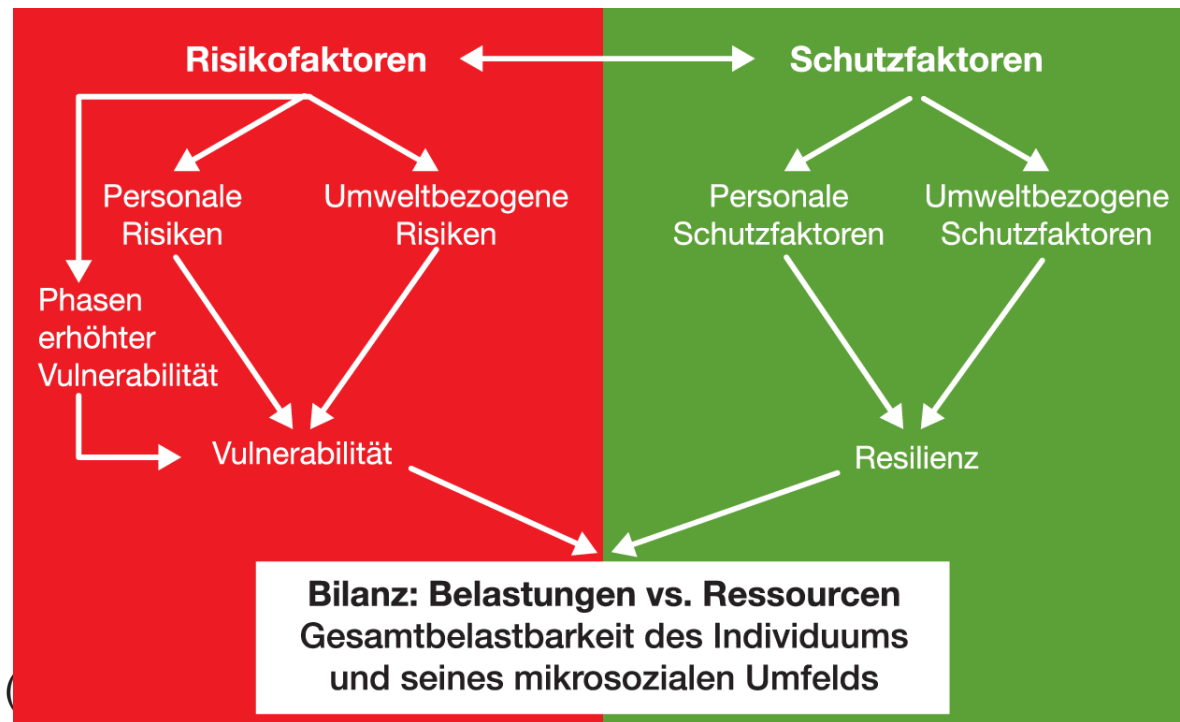 Risikofaktoren
Schutzfaktoren
Personale
Risiken
Umweltbezogene
Risiken
Personale
Schutzfaktoren
Umweltbezogene
Schutzfaktoren
Phasen
erhöhter
Vulnerabilität
Vulnerabilität
Resilienz
Bilanz: Belastungen vs. Ressourcen
Gesamtbelastbarkeit des Individuums
und seines mikrosozialen Umfelds
(